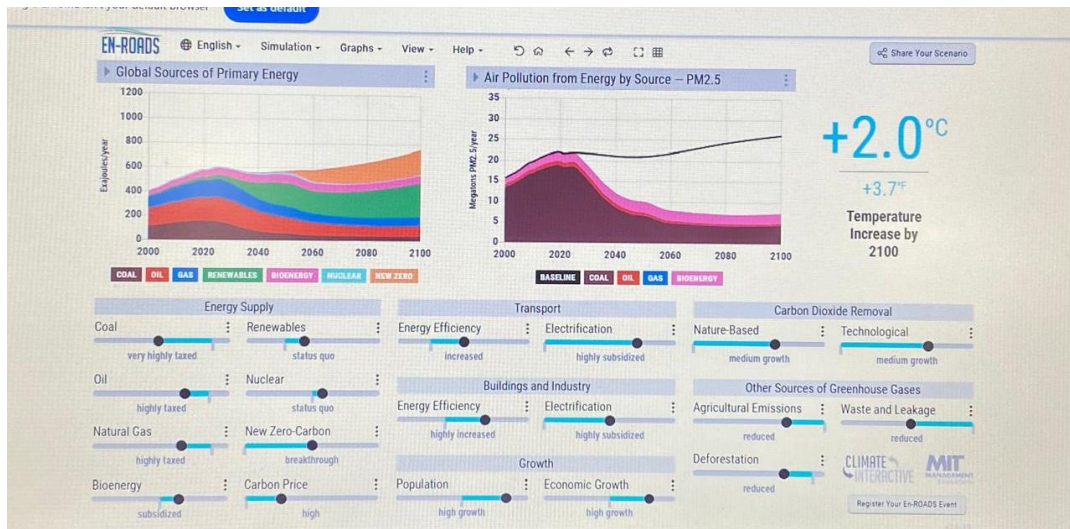 Set as default
EN-ROADS English Simulation Graphs View Help Share Your Scenario
Global Sources of Primary Energy
1200
1000
800
600
400
200
0
Exajoules/year
2000 2020 2040 2060 2080 2100
COAL OIL GAS RENEWABLES BIOENERGY NUCLEAR NEW ZERO
Air Pollution from Energy by Source – PM2.5
35
30
25
20
15
10
5
0
Megatons PM2.5/year
2000 2020 2040 2060 2080 2100
BASELINE COAL OIL GAS BIOENERGY
+2.0°C
+3.7°F
Temperature
Increase by
2100
Energy Supply
Coal Renewables
very highly taxed status quo
Oil Nuclear
highly taxed status quo
Natural Gas New Zero-Carbon
highly taxed breakthrough
Bioenergy Carbon Price
subsidized high
Transport
Energy Efficiency Electrification
increased highly subsidized
Buildings and Industry
Energy Efficiency Electrification
highly increased highly subsidized
Growth
Population Economic Growth
high growth high growth
Carbon Dioxide Removal
Nature-Based Technological
medium growth medium growth
Other Sources of Greenhouse Gases
Agricultural Emissions Waste and Leakage
reduced reduced
Deforestation
reduced
CLIMATE
INTERACTIVE
MIT
MANAGEMENT
Register Your En-ROADS Event